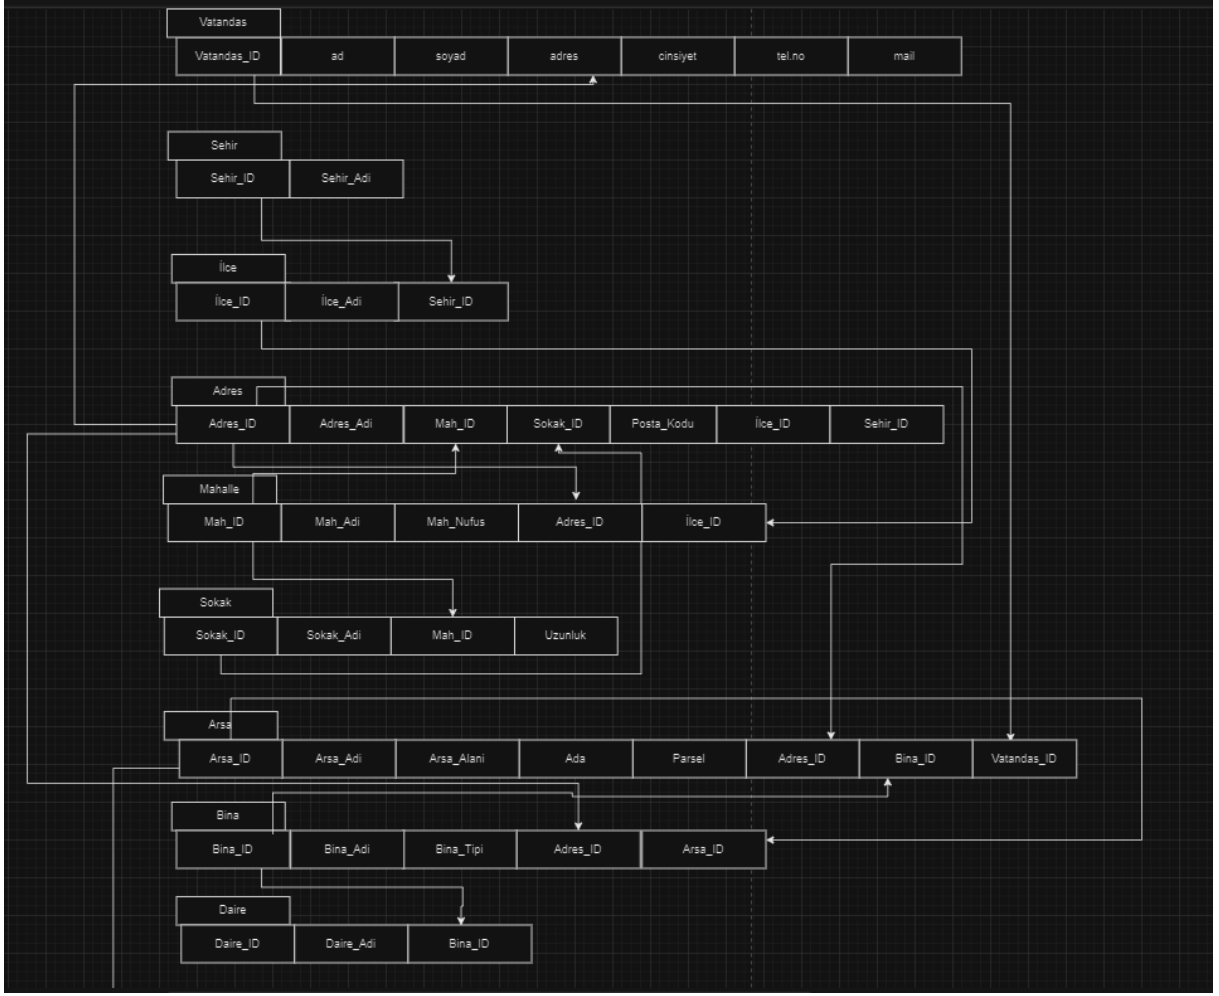 Vatandas
Vatandas_ID ad soyad adres cinsiyet tel.no mail
Sehir
Sehir_ID Sehir_Adi
İlce
İlce_ID İlce_Adi Sehir_ID
Adres
Adres_ID Adres_Adi Mah_ID Sokak_ID Posta_Kodu İlce_ID Sehir_ID
Mahalle
Mah_ID Mah_Adi Mah_Nufus Adres_ID İlce_ID
Sokak
Sokak_ID Sokak_Adi Mah_ID Uzunluk
Arsa
Arsa_ID Arsa_Adi Arsa_Alani Ada Parsel Adres_ID Bina_ID Vatandas_ID
Bina
Bina_ID Bina_Adi Bina_Tipi Adres_ID Arsa_ID
Daire
Daire_ID Daire_Adi Bina_ID